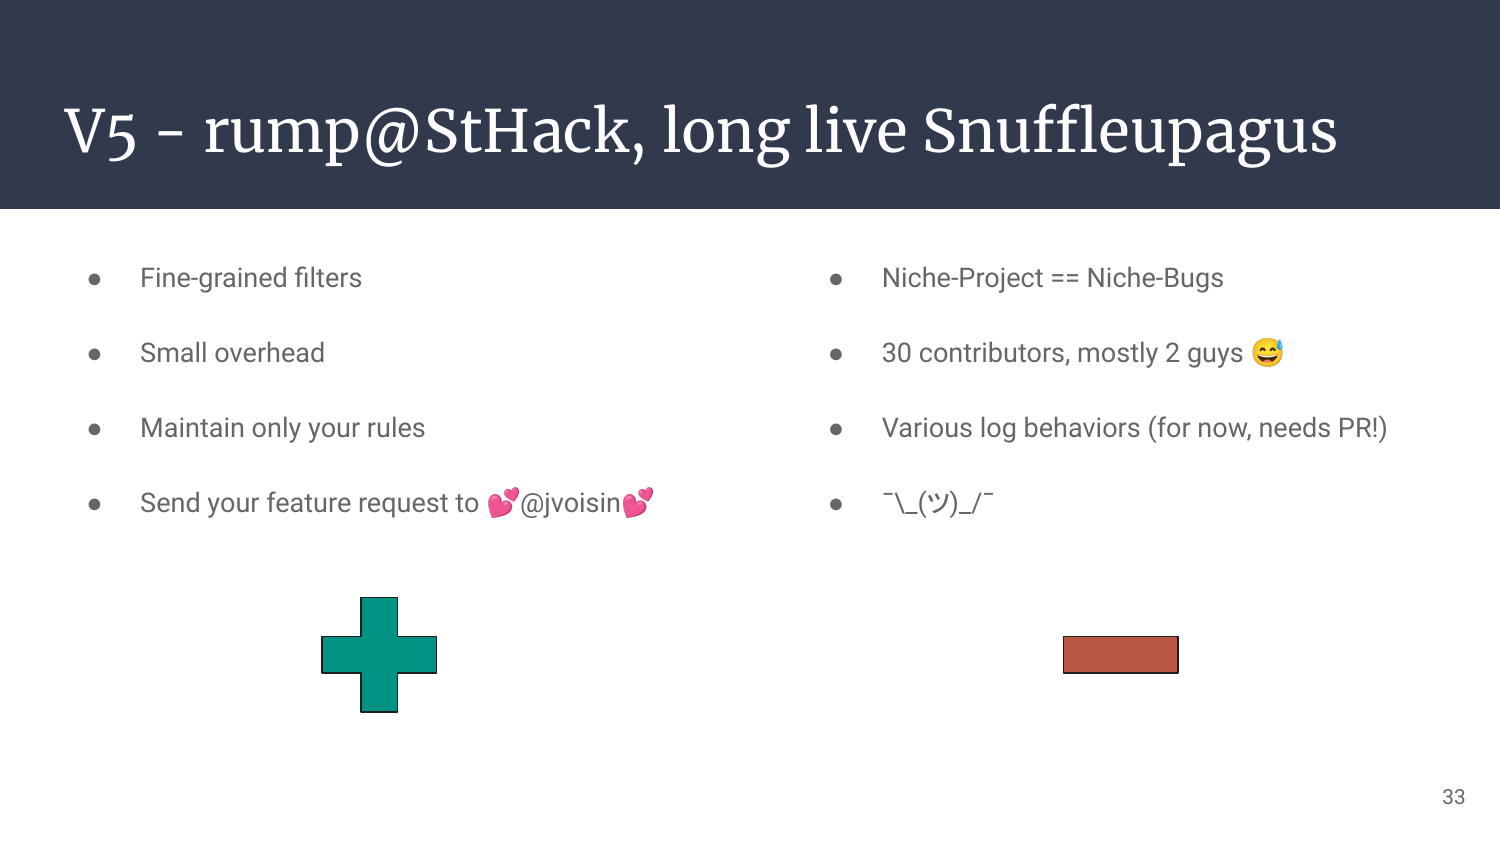 V5 - rump@StHack, long live Snuffleupagus
● Fine-grained filters
● Small overhead
● Maintain only your rules
● Send your feature request to 💕@jvoisin💕
● Niche-Project == Niche-Bugs
● 30 contributors, mostly 2 guys 😅
● Various log behaviors (for now, needs PR!)
● ¯\_(ツ)_/¯
33